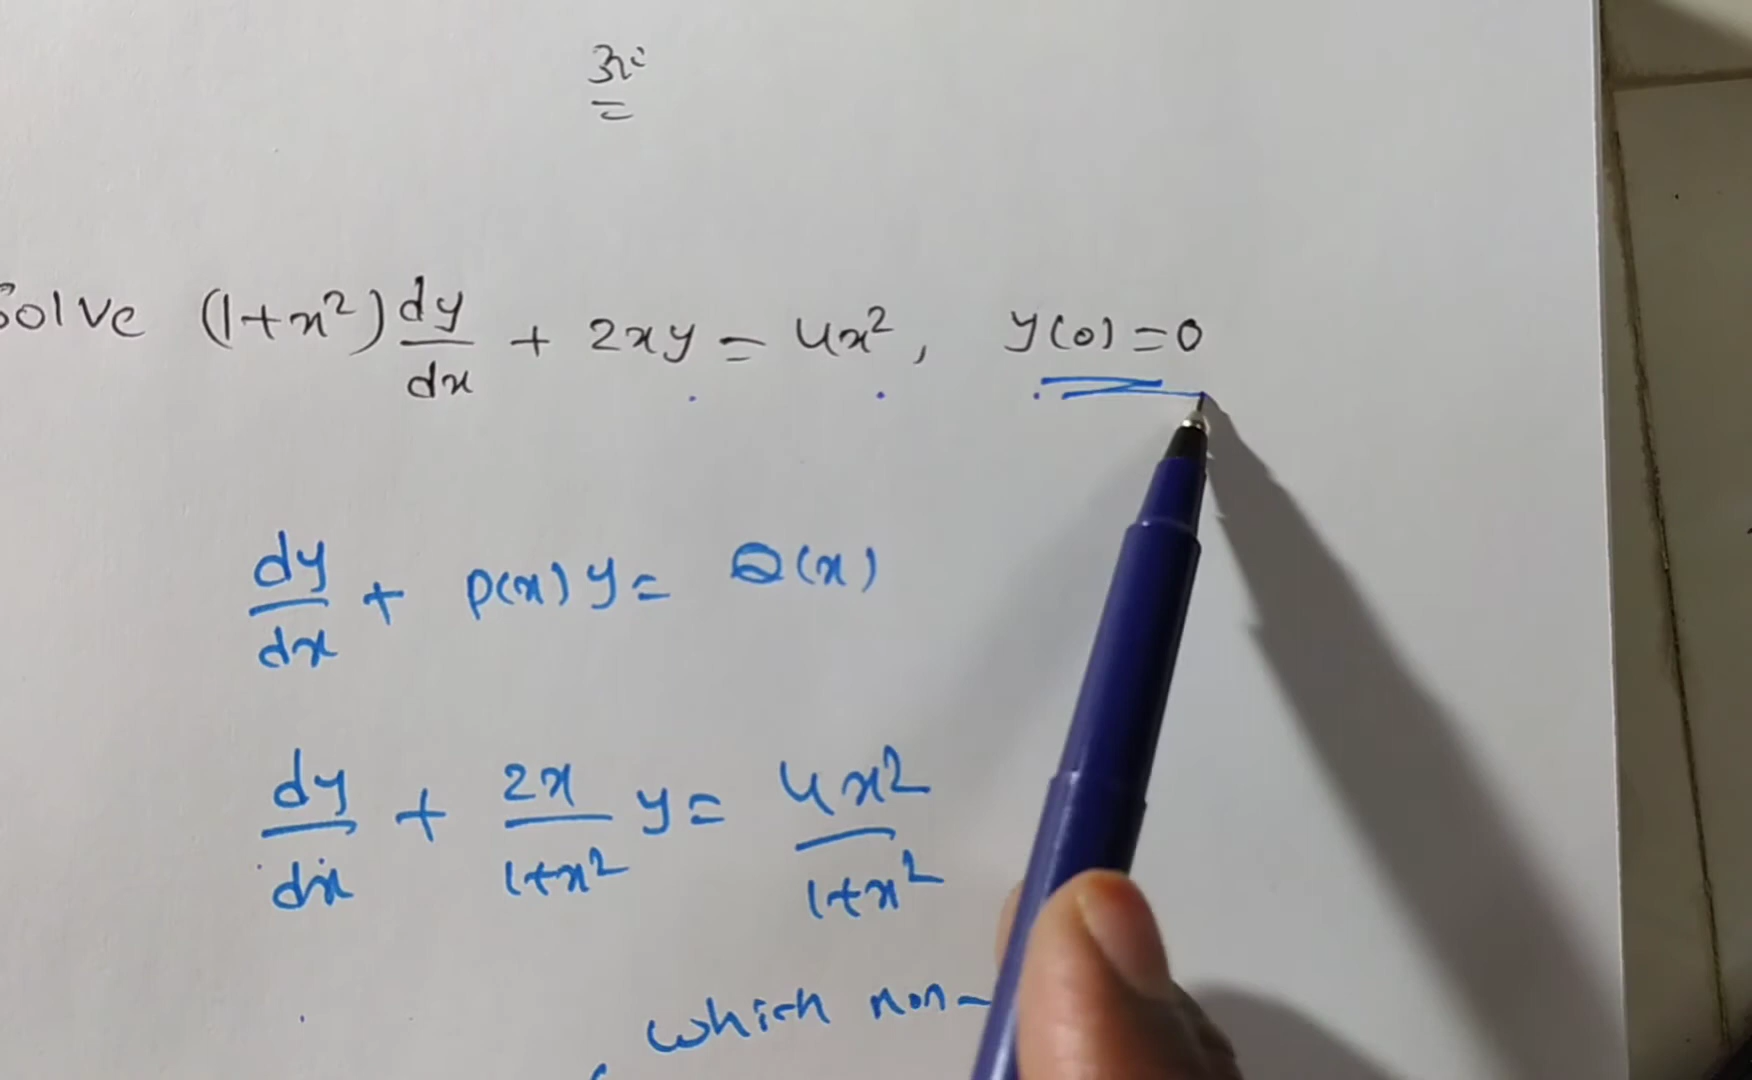 Solve (1+x²) dy/dx + 2xy = 4x², y(0)=0
dy/dx + p(x) y = Q(x)
dy/dx + 2x/1+x² y = 4x²/1+x²
which non-